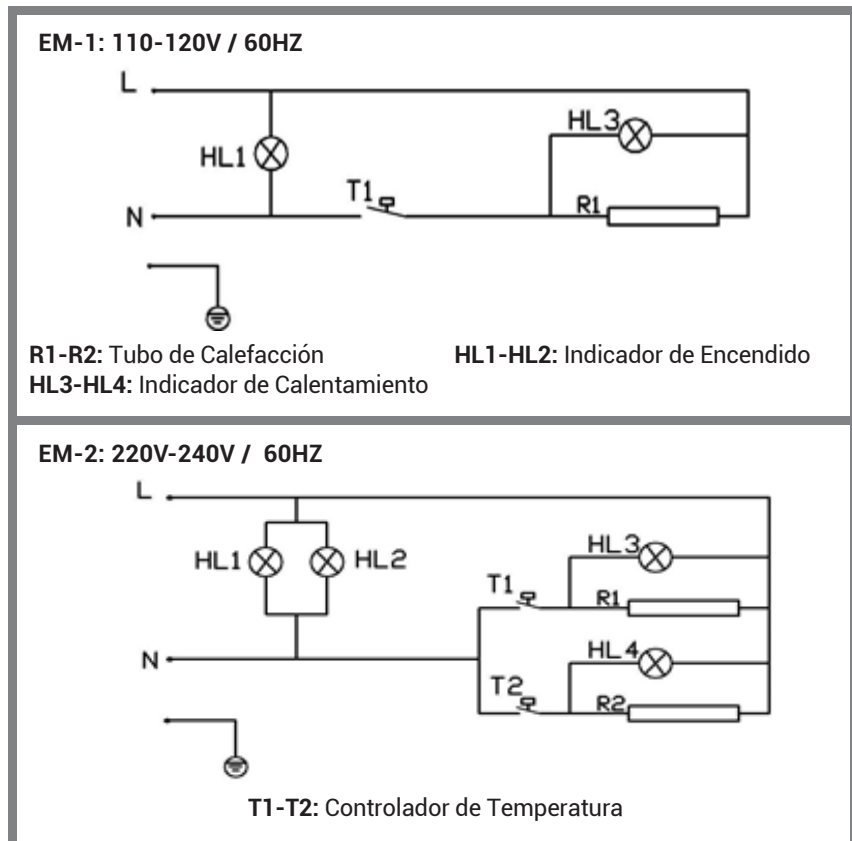 EM-1: 110-120V / 60HZ
L
HL1
HL3
T1
N
R1
R1-R2: Tubo de Calefacción HL1-HL2: Indicador de Encendido
HL3-HL4: Indicador de Calentamiento
EM-2: 220V-240V / 60HZ
L
HL1 HL2
HL3
T1
R1
N
HL4
T2
R2
T1-T2: Controlador de Temperatura